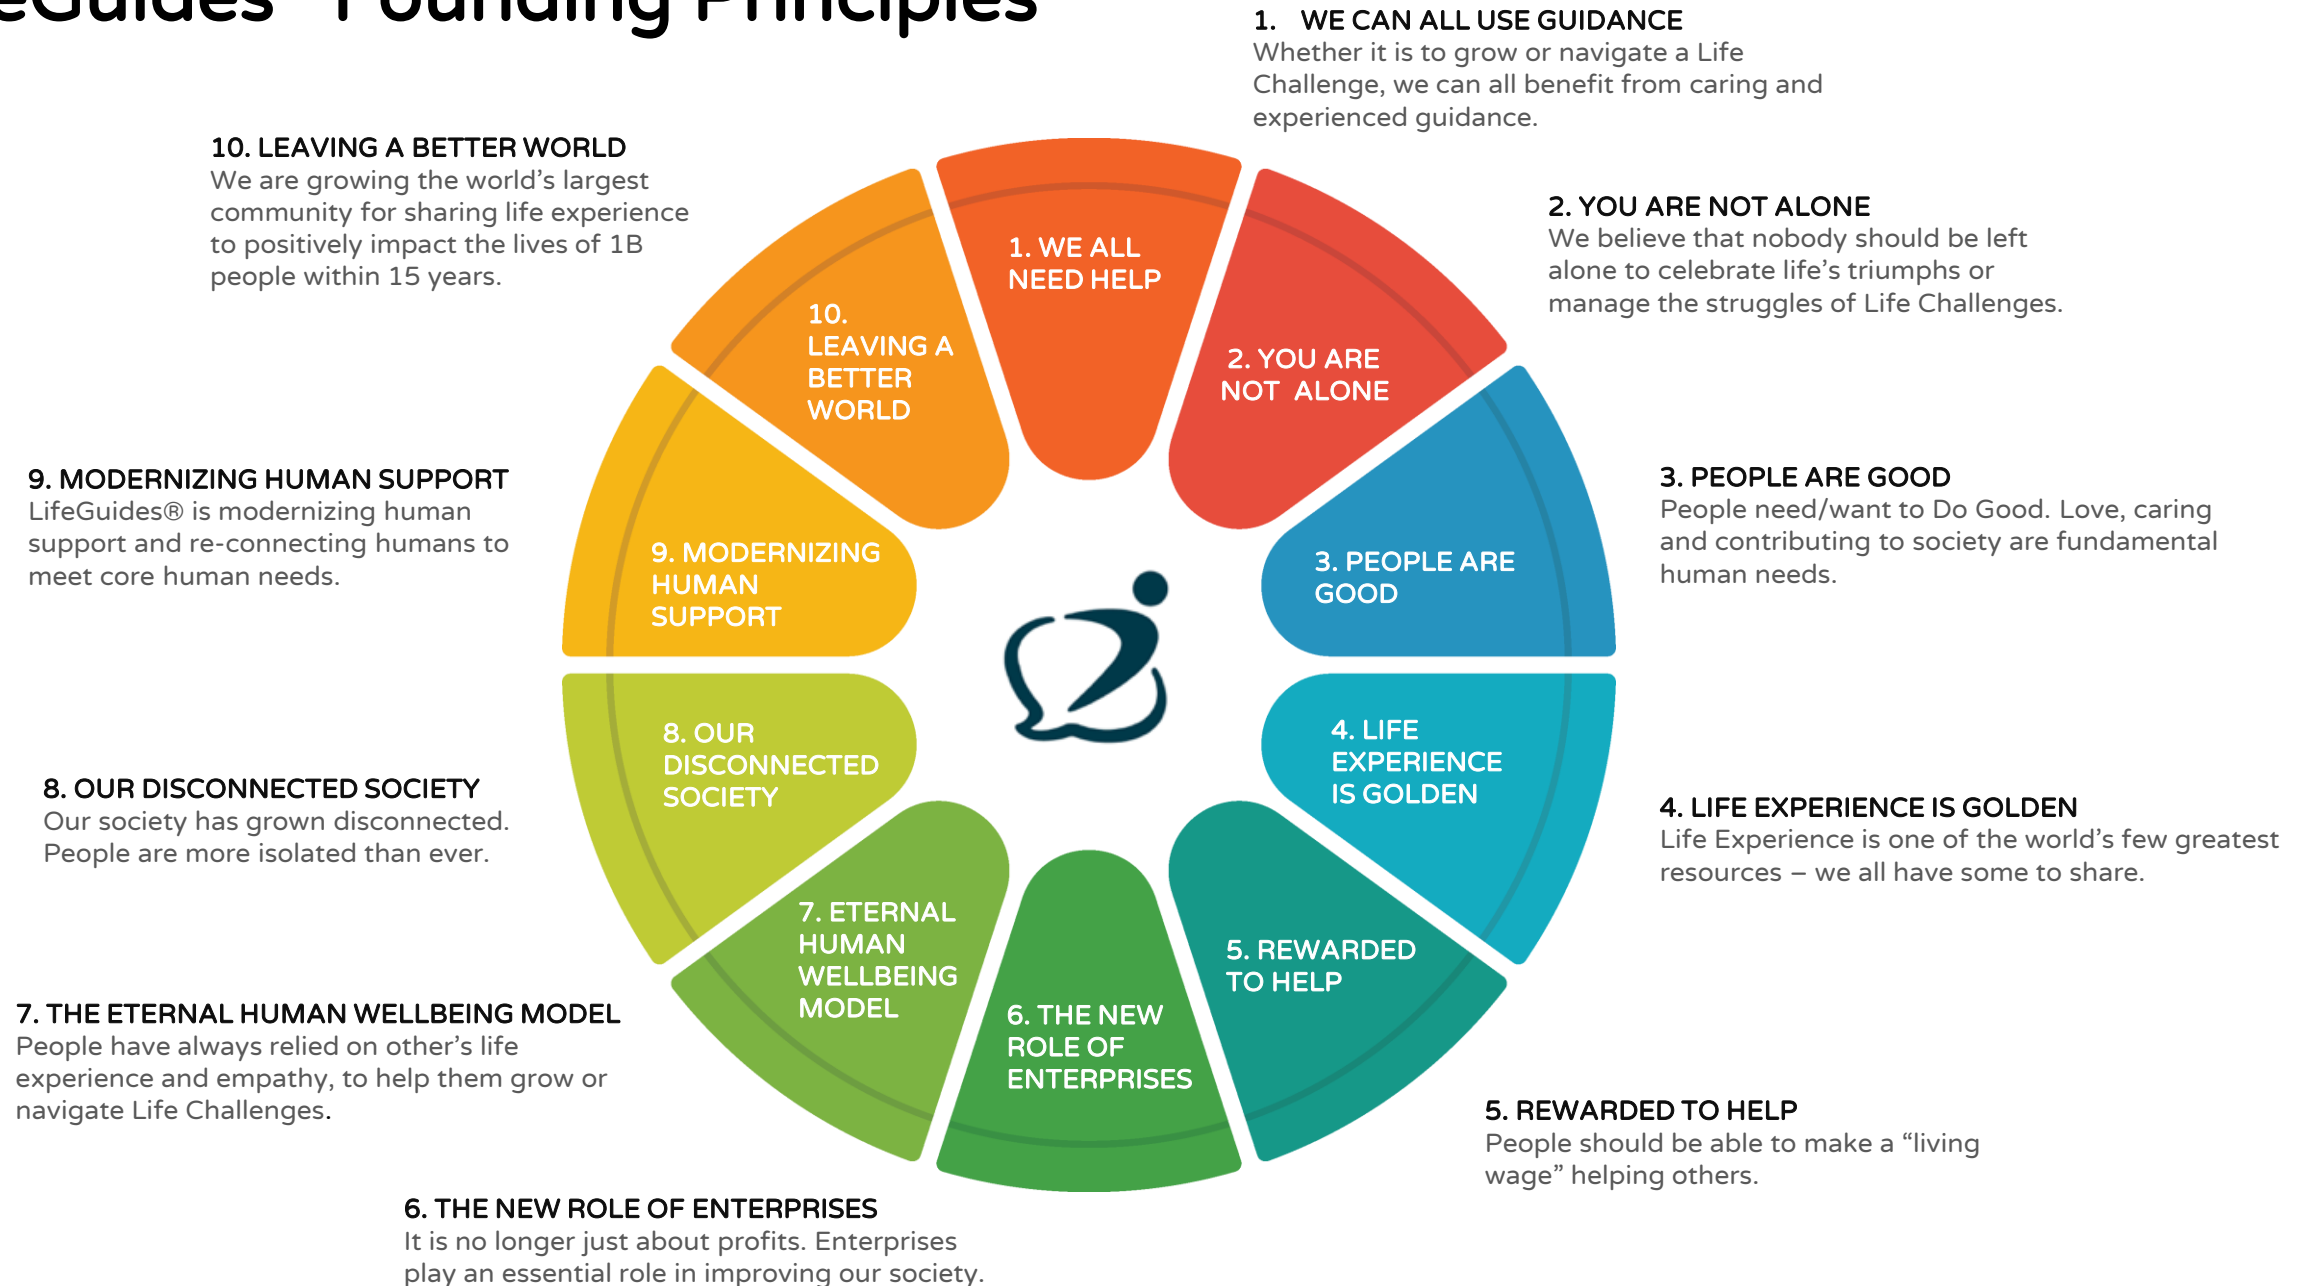 eGuides® Founding Principles
1. WE CAN ALL USE GUIDANCE
Whether it is to grow or navigate a Life
Challenge, we can all benefit from caring and
experienced guidance.
10. LEAVING A BETTER WORLD
We are growing the world's largest
community for sharing life experience
to positively impact the lives of 1B
people within 15 years.
2. YOU ARE NOT ALONE
We believe that nobody should be left
alone to celebrate life's triumphs or
manage the struggles of Life Challenges.
1. WE ALL
NEED HELP
10.
LEAVING A
BETTER
WORLD
2. YOU ARE
NOT ALONE
9. MODERNIZING HUMAN SUPPORT
LifeGuides® is modernizing human
support and re-connecting humans to
meet core human needs.
9. MODERNIZING
HUMAN
SUPPORT
3. PEOPLE ARE
GOOD
3. PEOPLE ARE GOOD
People need/want to Do Good. Love, caring
and contributing to society are fundamental
human needs.
8. OUR
DISCONNECTED
SOCIETY
4. LIFE
EXPERIENCE
IS GOLDEN
8. OUR DISCONNECTED SOCIETY
Our society has grown disconnected.
People are more isolated than ever.
4. LIFE EXPERIENCE IS GOLDEN
Life Experience is one of the world's few greatest
resources – we all have some to share.
7. ETERNAL
HUMAN
WELLBEING
MODEL
5. REWARDED
TO HELP
6. THE NEW
ROLE OF
ENTERPRISES
7. THE ETERNAL HUMAN WELLBEING MODEL
People have always relied on other's life
experience and empathy, to help them grow or
navigate Life Challenges.
5. REWARDED TO HELP
People should be able to make a “living
wage” helping others.
6. THE NEW ROLE OF ENTERPRISES
It is no longer just about profits. Enterprises
play an essential role in improving our society.